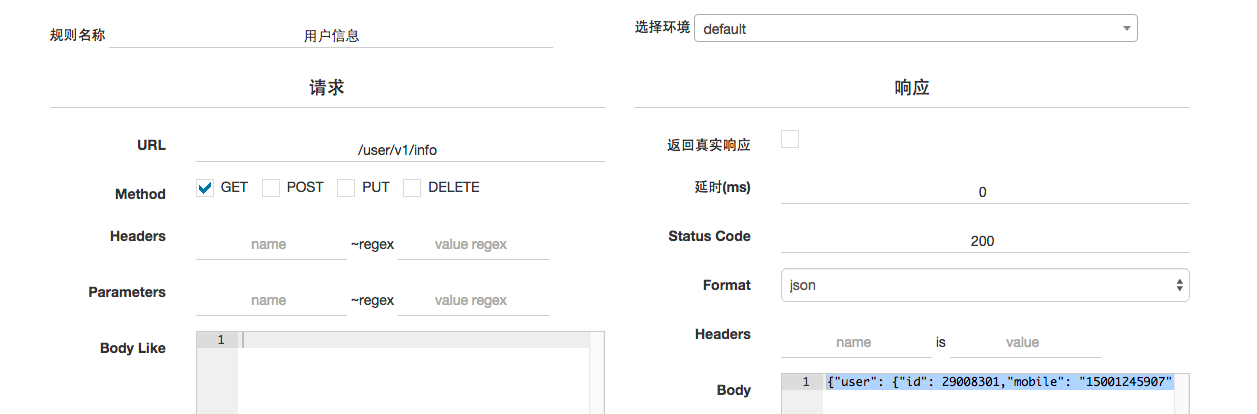 规则名称 用户信息
选择环境 default
请求
URL /user/v1/info
Method GET POST PUT DELETE
Headers name ~regex value regex
Parameters name ~regex value regex
Body Like 1
响应
返回真实响应
延时(ms) 0
Status Code 200
Format json
Headers name is value
Body 1 {"user": {"id": 29008301,"mobile": "15001245907"